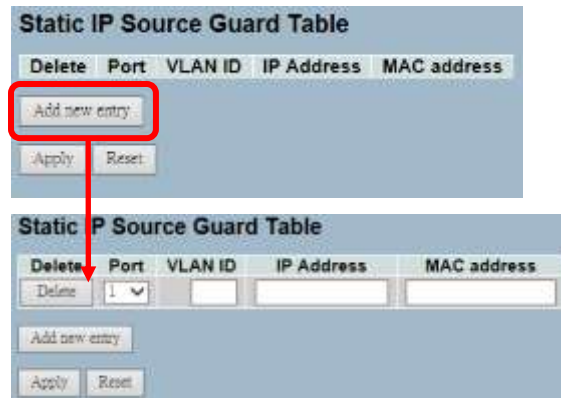 Static IP Source Guard Table
Delete Port VLAN ID IP Address MAC address
Add new entry
Apply Reset
Static IP Source Guard Table
Delete Port VLAN ID IP Address MAC address
Delete 1
Add new entry
Apply Reset